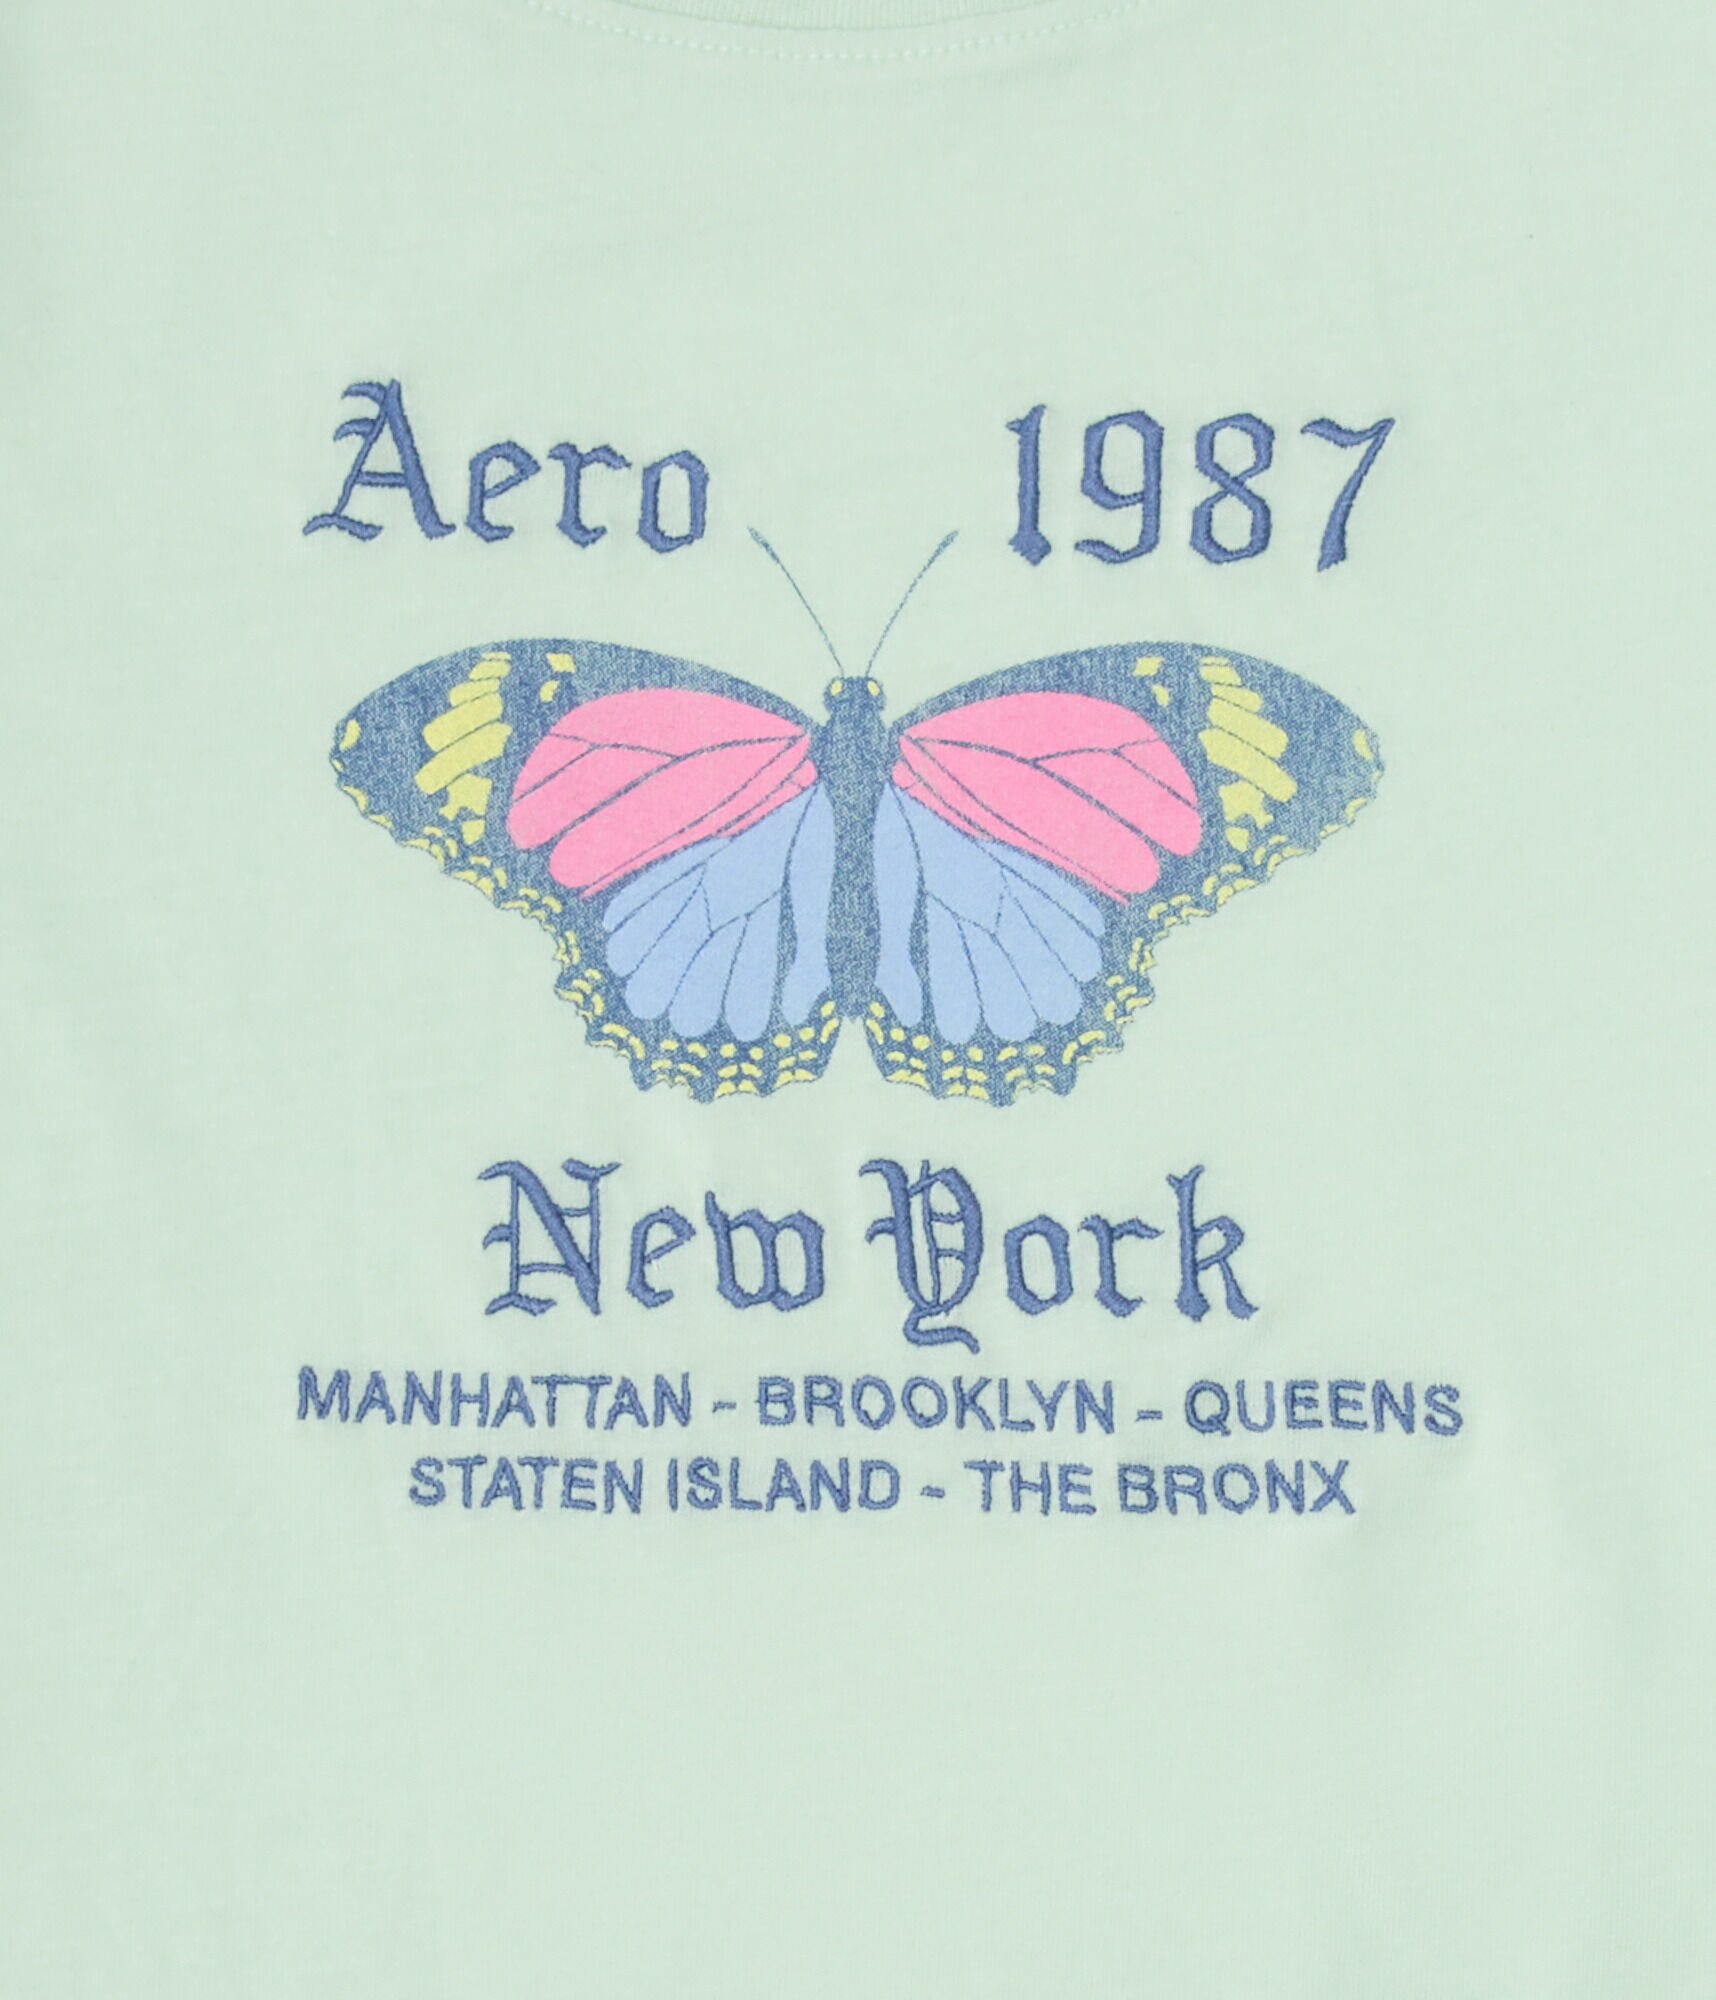 Aero 1987
New York
MANHATTAN - BROOKLYN - QUEENS
STATEN ISLAND - THE BRONX